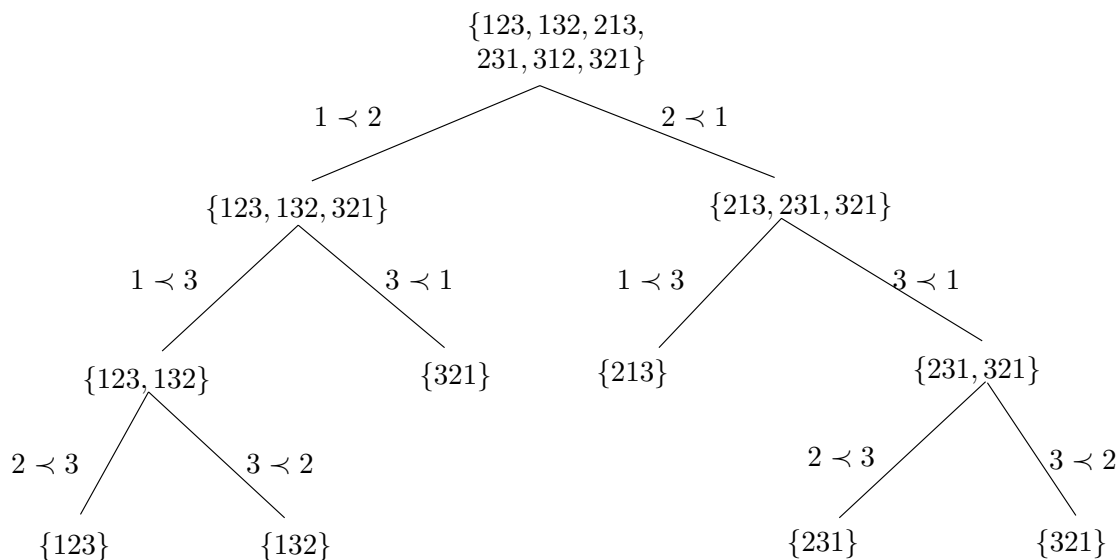 {123, 132, 213,
231, 312, 321}
1 ≺ 2
2 ≺ 1
{123, 132, 321}
{213, 231, 321}
1 ≺ 3
3 ≺ 1
1 ≺ 3
3 ≺ 1
{123, 132}
{321}
{213}
{231, 321}
2 ≺ 3
3 ≺ 2
2 ≺ 3
3 ≺ 2
{123}
{132}
{231}
{321}